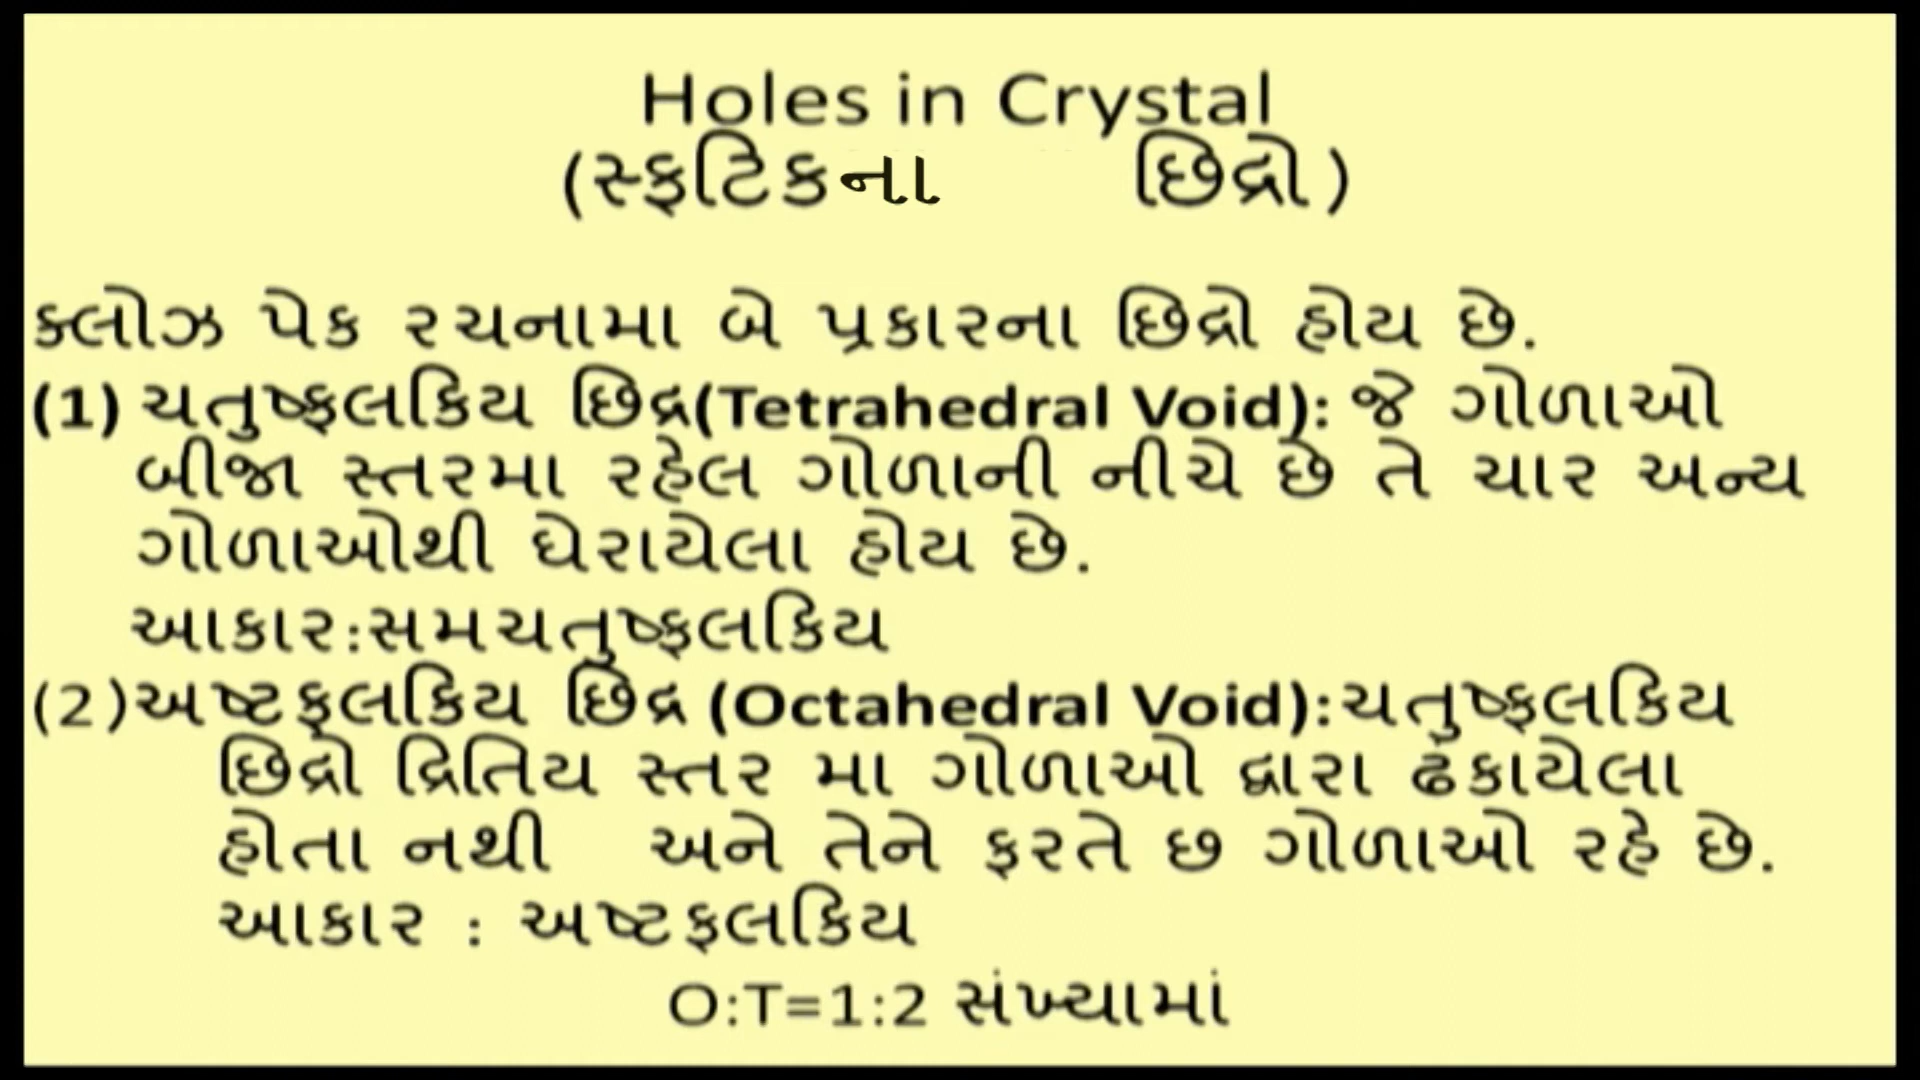 Holes in Crystal
(સ્ફટિકના છિદ્રો)
ક્લોઝ પેક રચનામા બે પ્રકારના છિદ્રો હોય છે.
(1) ચતુષ્ફલકિય છિદ્ર(Tetrahedral Void): જે ગોળાઓ
બીજા સ્તરમા રહેલ ગોળાની નીચે છે તે ચાર અન્ય
ગોળાઓથી ઘેરાયેલા હોય છે.
આકાર:સમચતુષ્ફલકિય
(2)અષ્ટફલકિય છિદ્ર (Octahedral Void):ચતુષ્ફલકિય
છિદ્રો દ્રિતિય સ્તર મા ગોળાઓ દ્વારા ઢંકાયેલા
હોતા નથી અને તેને ફરતે છ ગોળાઓ રહે છે.
આકાર : અષ્ટફલકિય
O:T=1:2 સંખ્યામાં